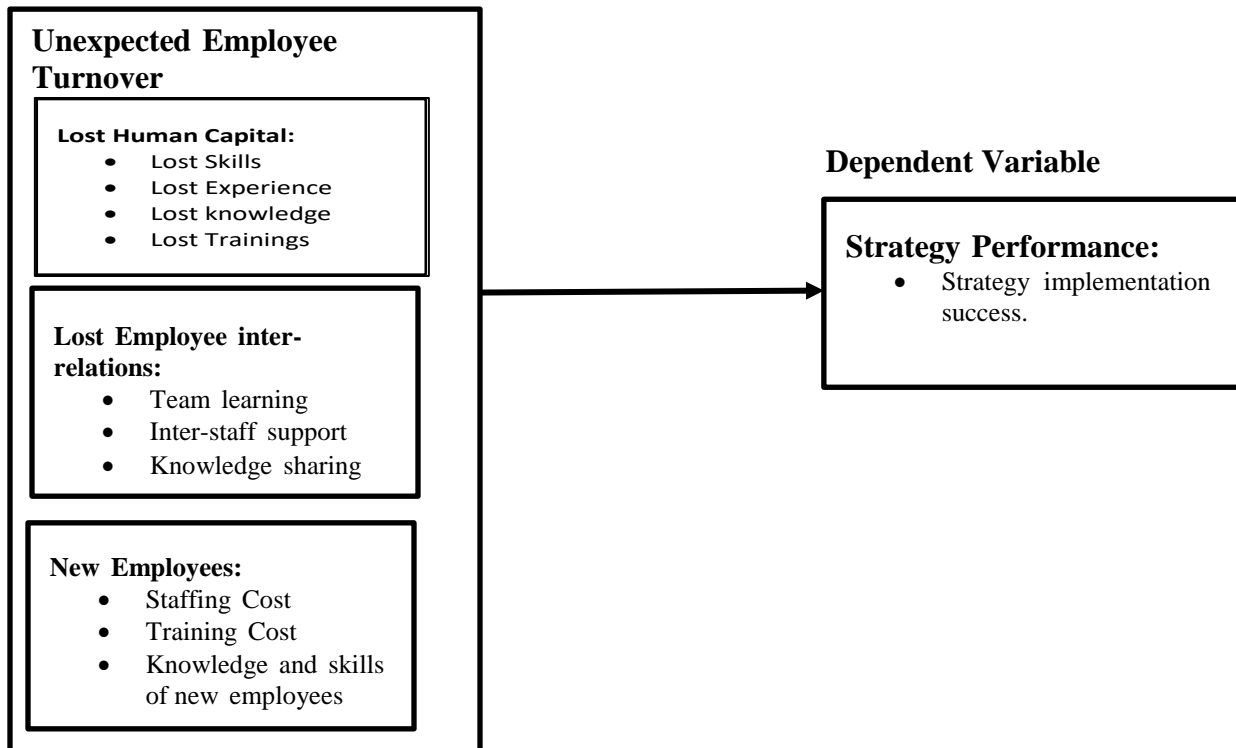 Unexpected Employee
Turnover
Lost Human Capital:
• Lost Skills
• Lost Experience
• Lost knowledge
• Lost Trainings
Lost Employee inter-
relations:
• Team learning
• Inter-staff support
• Knowledge sharing
New Employees:
• Staffing Cost
• Training Cost
• Knowledge and skills
of new employees
Dependent Variable
Strategy Performance:
• Strategy implementation
success.